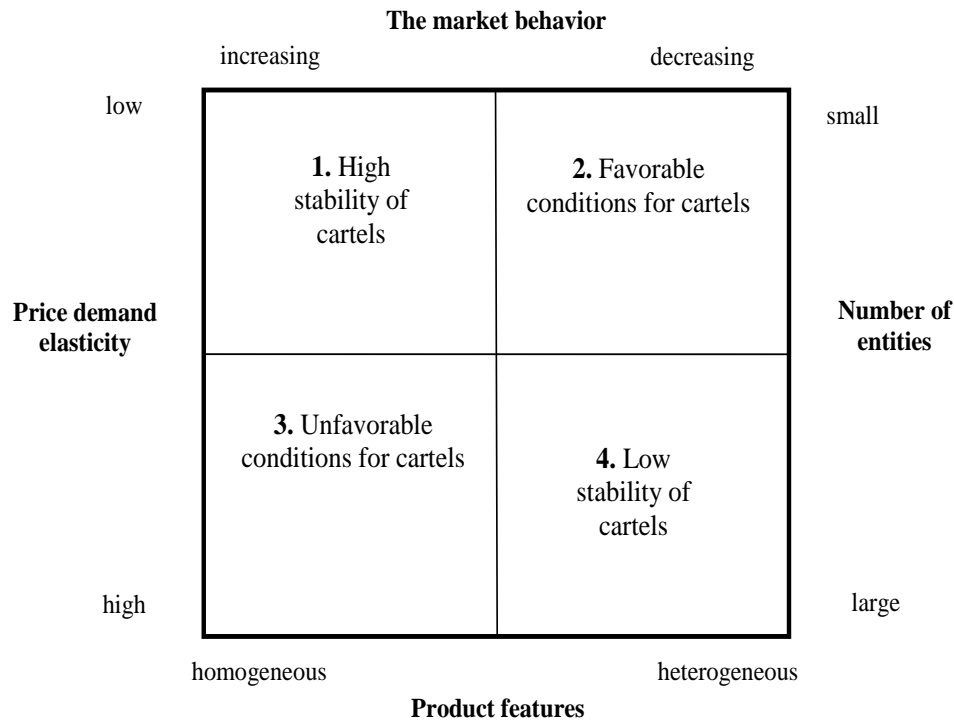 The market behavior
increasing
decreasing
low
small
1. High
stability of
cartels
2. Favorable
conditions for cartels
Price demand
elasticity
Number of
entities
3. Unfavorable
conditions for cartels
4. Low
stability of
cartels
high
large
homogeneous
heterogeneous
Product features